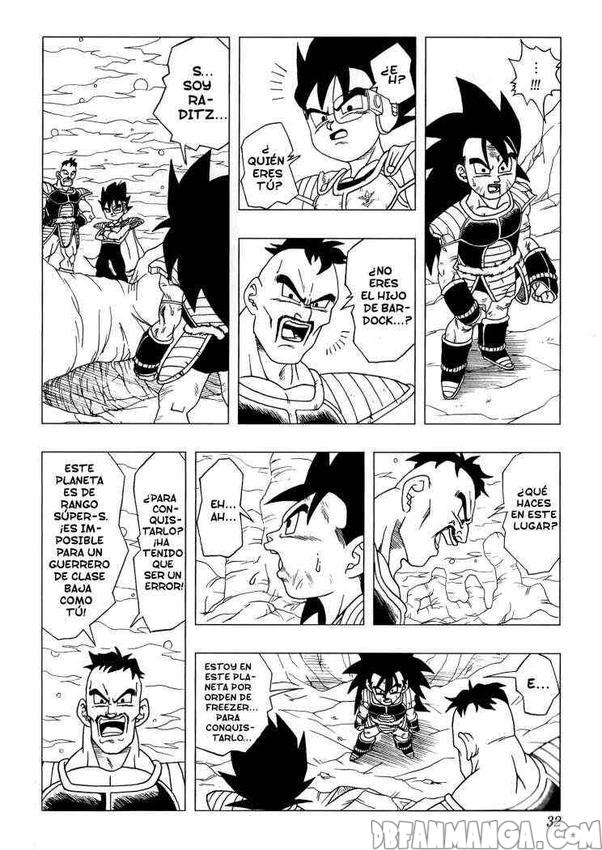 ...
!!!
¿E
H?
¿
QUIÉN
ERES
TÚ?
¿NO
ERES
EL HIJO
DE BAR-
DOCK...?
S...
SOY
RA-
DITZ...
¿QUÉ
HACES
EN ESTE
LUGAR?
EH...
AH...
E...
ESTOY EN
ESTE PLA-
NETA POR
ORDEN DE
FREEZER...
PARA
CONQUIS-
TARLO...
¿PARA
CON-
QUIS-
TARLO?
¡HA
TENIDO
QUE
SER UN
ERROR!
ESTE
PLANETA
ES DE
RANGO
SÚPER-S.
¡ES IM-
POSIBLE
PARA UN
GUERRERO
DE CLASE
BAJA
COMO
TÚ!
32
DBFANMANGA.COM